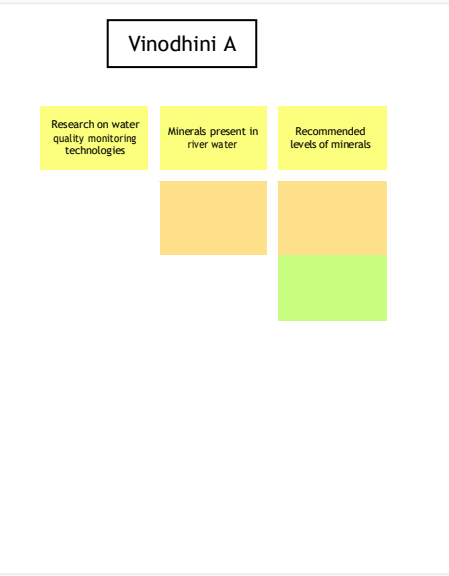 Vinodhini A
Research on water
quality monitoring
technologies
Minerals present in
river water
Recommended
levels of minerals